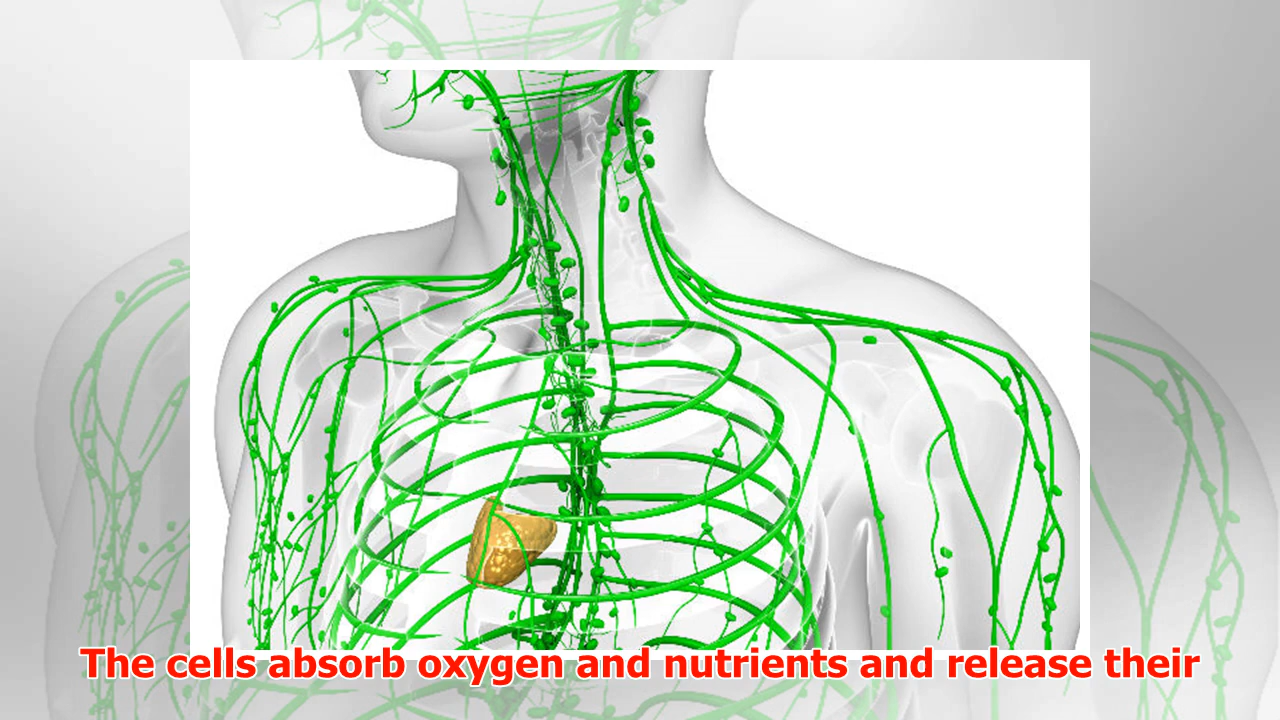 The cells absorb oxygen and nutrients and release their